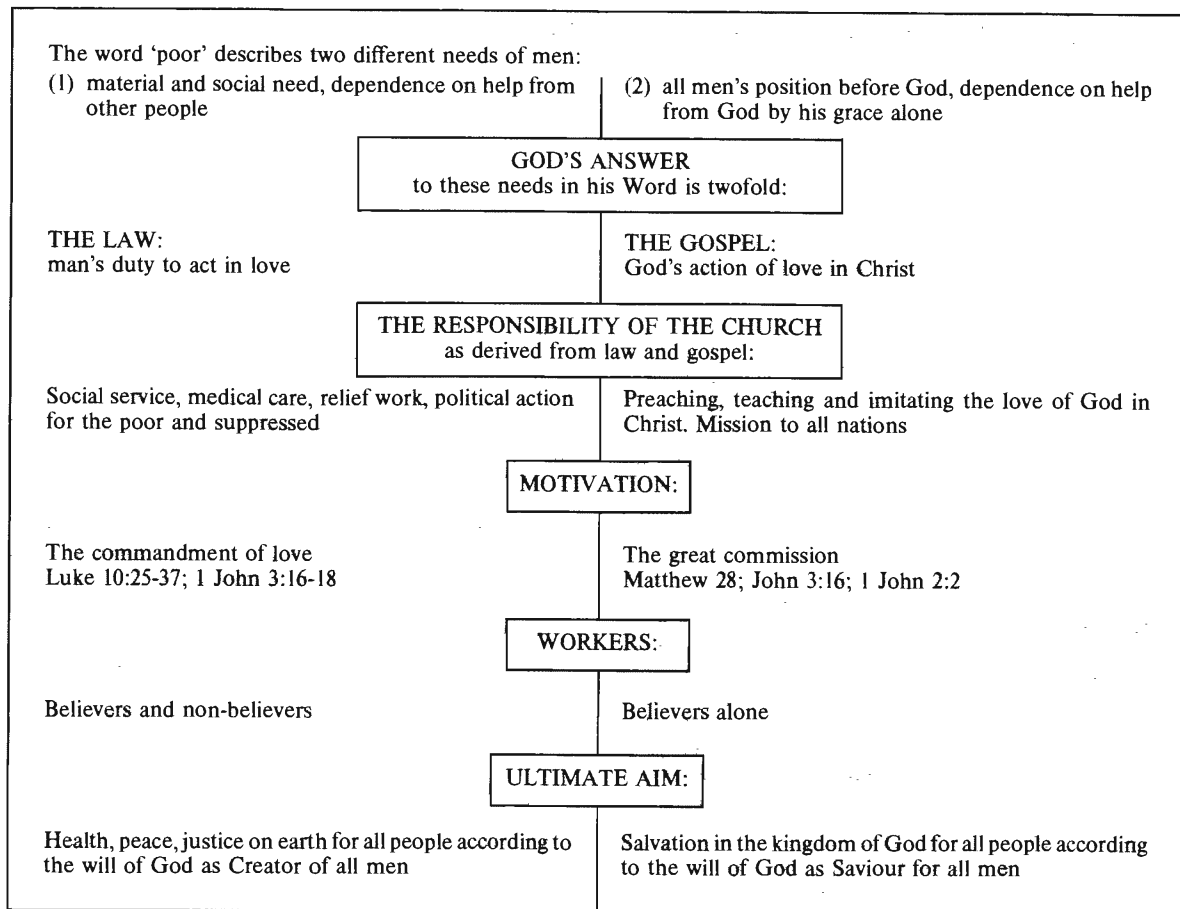 The word 'poor' describes two different needs of men:
(1) material and social need, dependence on help from
other people
(2) all men's position before God, dependence on help
from God by his grace alone
GOD'S ANSWER
to these needs in his Word is twofold:
THE LAW:
man's duty to act in love
THE GOSPEL:
God's action of love in Christ
THE RESPONSIBILITY OF THE CHURCH
as derived from law and gospel:
Social service, medical care, relief work, political action
for the poor and suppressed
Preaching, teaching and imitating the love of God in
Christ. Mission to all nations
MOTIVATION:
The commandment of love
Luke 10:25-37; 1 John 3:16-18
The great commission
Matthew 28; John 3:16; 1 John 2:2
WORKERS:
Believers and non-believers
Believers alone
ULTIMATE AIM:
Health, peace, justice on earth for all people according to
the will of God as Creator of all men
Salvation in the kingdom of God for all people according
to the will of God as Saviour for all men